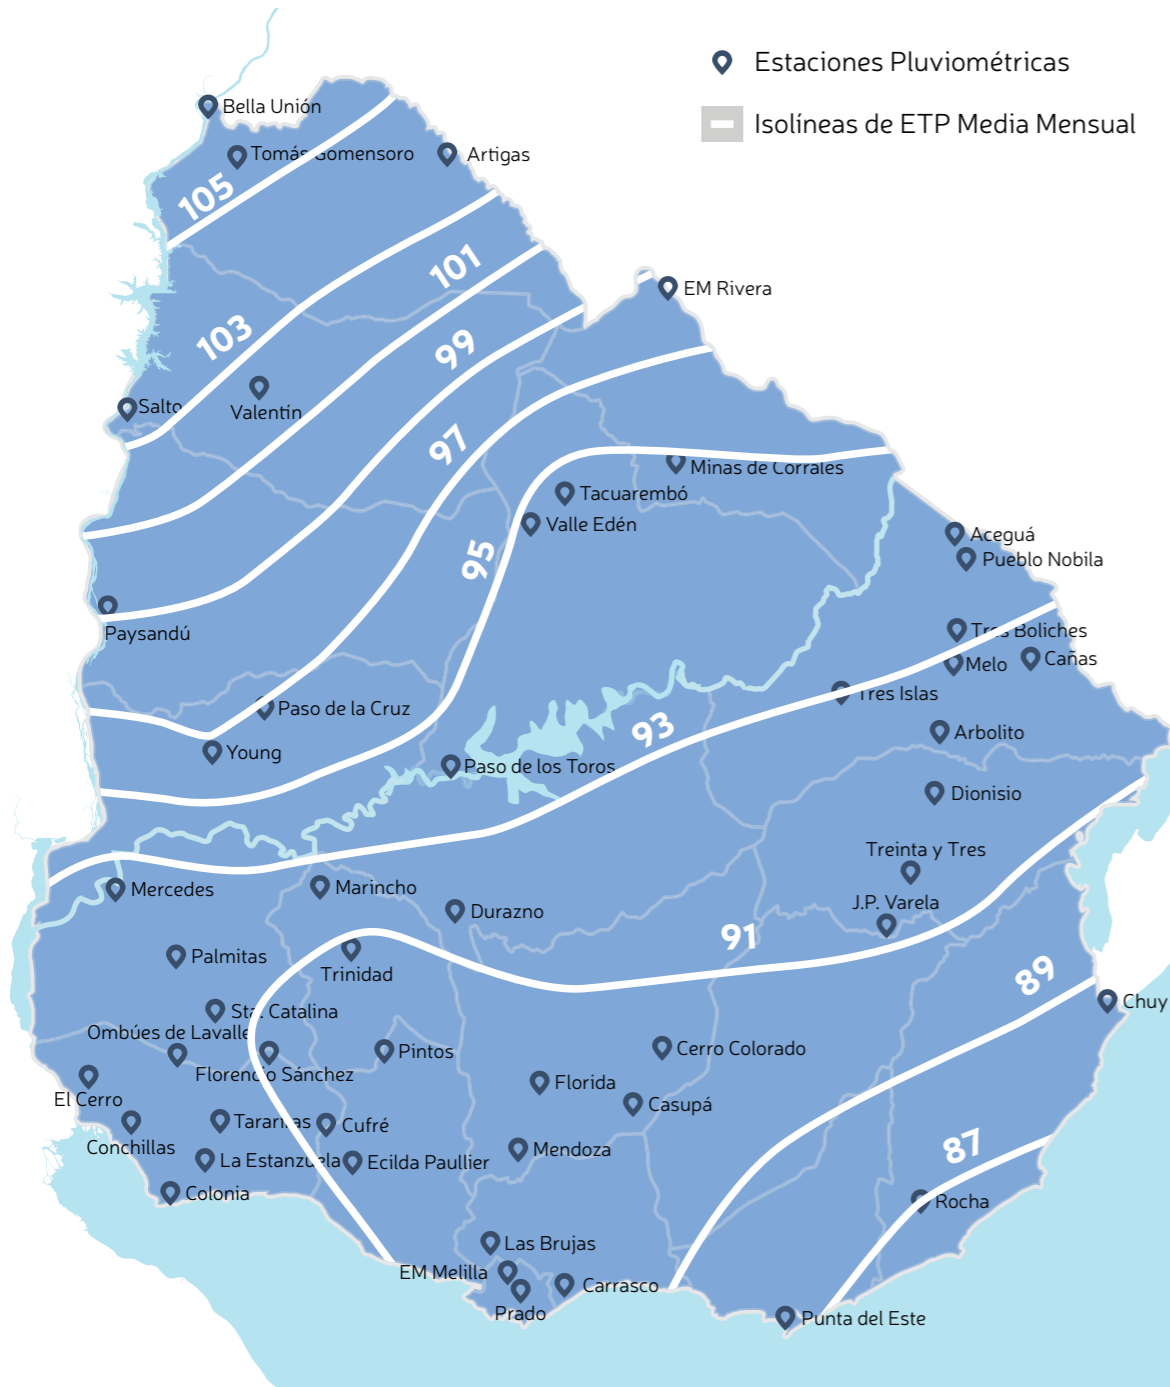 Estaciones Pluviométricas
Isolíneas de ETP Media Mensual
Bella Unión
Tomás Gomensoro
Artigas
105
101
EM Rivera
103
99
Salto
Valentín
97
Minas de Corrales
Tacuarembó
Valle Edén
95
Aceguá
Pueblo Nobila
Paysandú
Tres Boliches
Cañas
Melo
Tres Islas
Paso de la Cruz
93
Arbolito
Young
Paso de los Toros
Dionisio
Treinta y Tres
Mercedes
Marincho
J.P. Varela
Durazno
91
Palmitas
Trinidad
89
Chuy
Sta. Catalina
Ombúes de Lavalle
Pintos
Cerro Colorado
Florencio Sánchez
Florida
El Cerro
Casupá
Tarariras
Cufré
Conchillas
Mendoza
87
La Estanzuela
Ecilda Paullier
Colonia
Rocha
Las Brujas
EM Melilla
Carrasco
Prado
Punta del Este